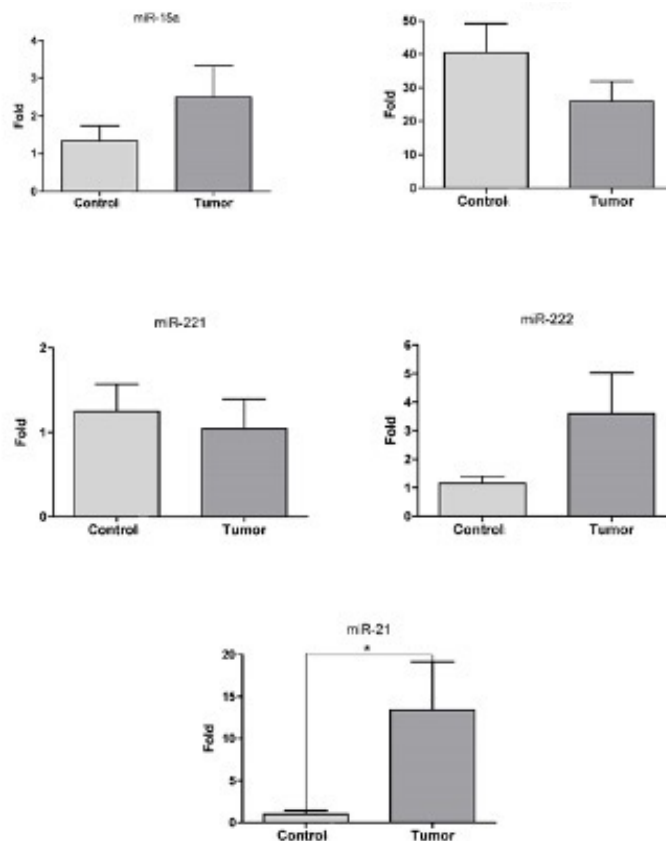 miR-15a
4
3
2
1
0
Fold
Control Tumor
50
40
30
20
10
0
Fold
Control Tumor
miR-221
2
1
0
Fold
Control Tumor
miR-222
6
5
4
3
2
1
0
Fold
Control Tumor
miR-21
*
20
15
10
5
0
Fold
Control Tumor